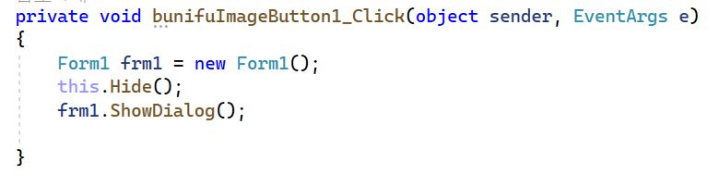 private void bunifuImageButton1_Click(object sender, EventArgs e)
{
Form1 frm1 = new Form1();
this.Hide();
frm1.ShowDialog();
}